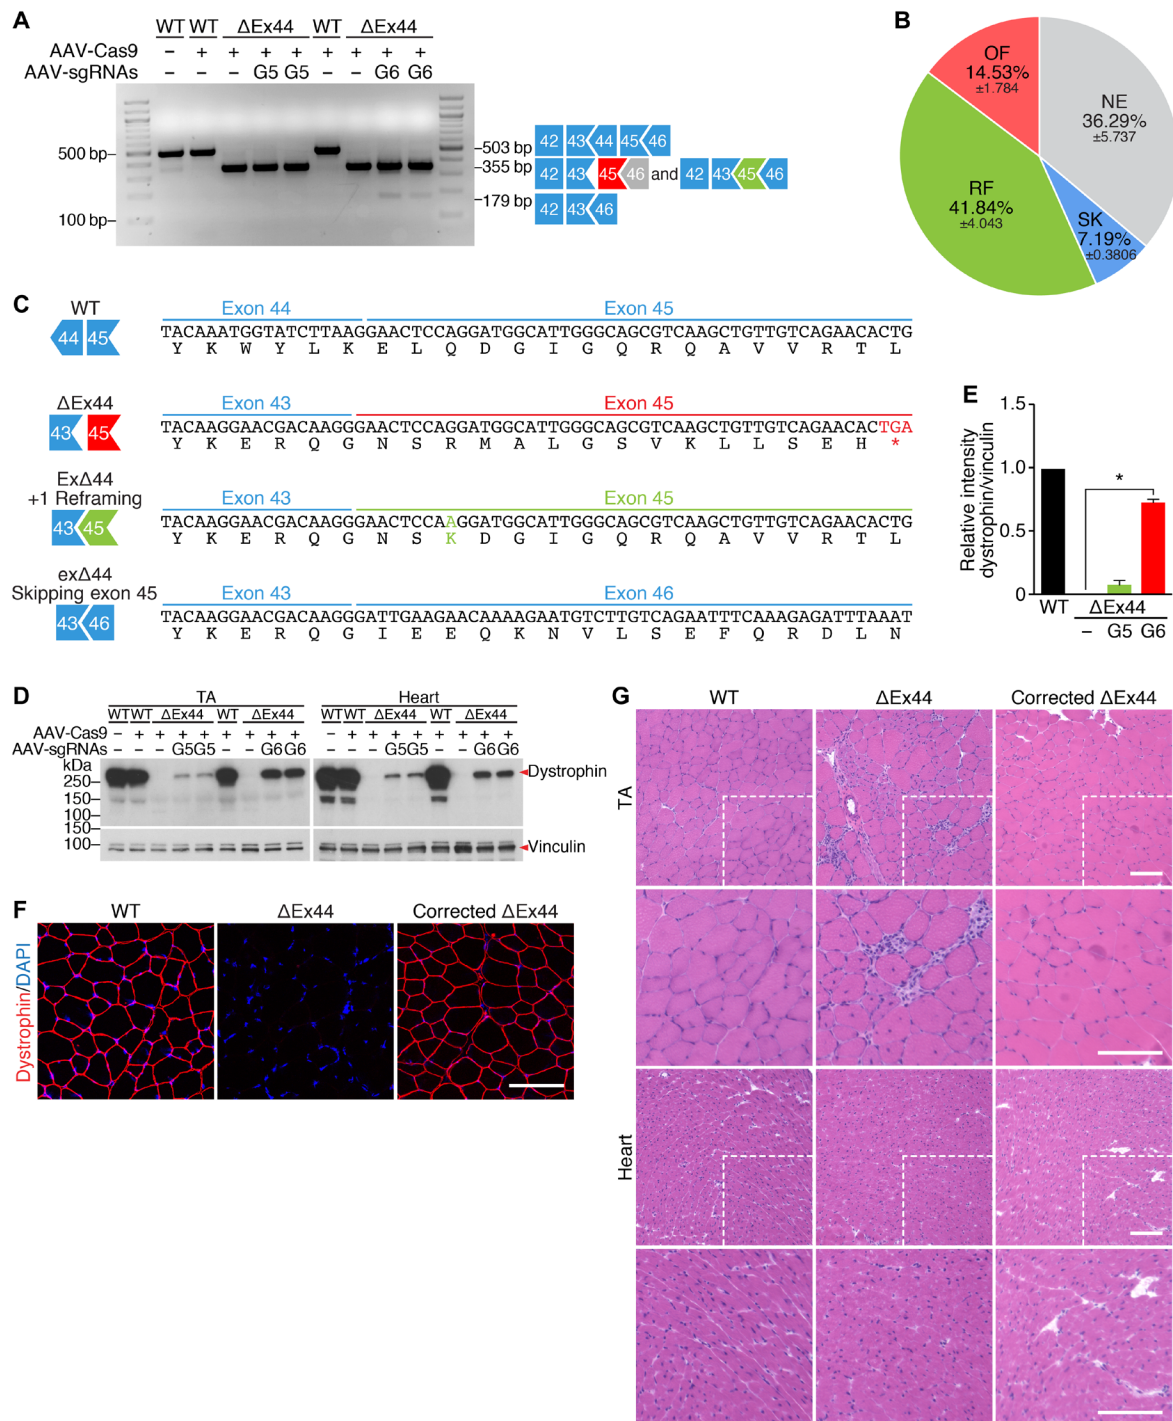 A
WT WT ΔEx44 WT ΔEx44
AAV-Cas9 – + + + + + + + +
AAV-sgRNAs – – – G5 G5 – – G6 G6
500 bp
100 bp
503 bp
355 bp
179 bp
42 43 44 45 46
42 43 45 46 and 42 43 45 46
42 43 46
B
OF
14.53%
±1.784
NE
36.29%
±5.737
RF
41.84%
±4.043
SK
7.19%
±0.3806
C
WT
44 45
Exon 44 Exon 45
TACAAATGGTATCTTAAGGAACTCCAGGATGGCATTGGGCAGCGTCAAGCTGTTGTCAGAACACTG
Y K W Y L K E L Q D G I G Q R Q A V V R T L
ΔEx44
43 45
Exon 43 Exon 45
TACAAGGAACGACAAGGGAACTCCAGGATGGCATTGGGCAGCGTCAAGCTGTTGTCAGAACACTGA
Y K E R Q G N S R M A L G S V K L L S E H *
ExΔ44
+1 Reframing
43 45
Exon 43 Exon 45
TACAAGGAACGACAAGGGAACTCCAAGGATGGCATTGGGCAGCGTCAAGCTGTTGTCAGAACACTG
Y K E R Q G N S K D G I G Q R Q A V V R T L
exΔ44
Skipping exon 45
43 46
Exon 43 Exon 46
TACAAGGAACGACAAGGGATTGAAGAACAAAAGAATGTCTTGTCAGAATTTCAAAGAGATTTAAAT
Y K E R Q G I E E Q K N V L S E F Q R D L N
E
Relative intensity
dystrophin/vinculin
1.5
1.0
0.5
0
*
WT – G5 G6
ΔEx44
D
TA Heart
WT WT ΔEx44 WT ΔEx44 WT WT ΔEx44 WT ΔEx44
AAV-Cas9 – + + + + + + + + – + + + + + + + +
AAV-sgRNAs – – – G5 G5 – – G6 G6 – – – G5 G5 – – G6 G6
kDa
250
150
100
150
100
Dystrophin
Vinculin
F
WT ΔEx44 Corrected ΔEx44
Dystrophin/DAPI
G
WT ΔEx44 Corrected ΔEx44
TA
Heart